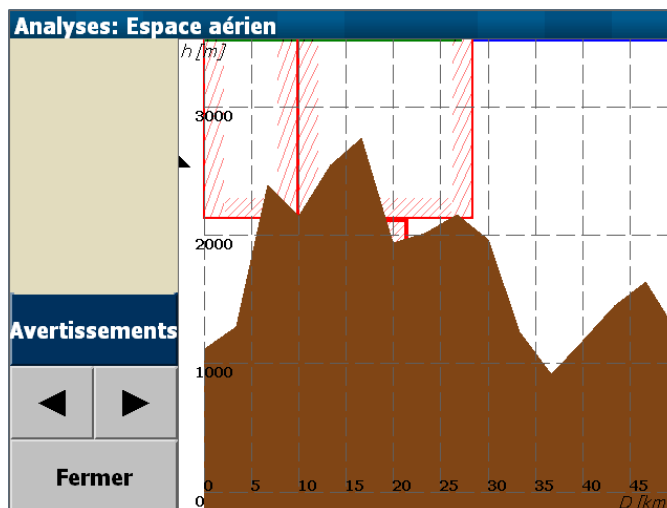 Analyses: Espace aérien
h [m]
3000
2000
1000
0
0 5 10 15 20 25 30 35 40 45
D [km
Avertissements
Fermer